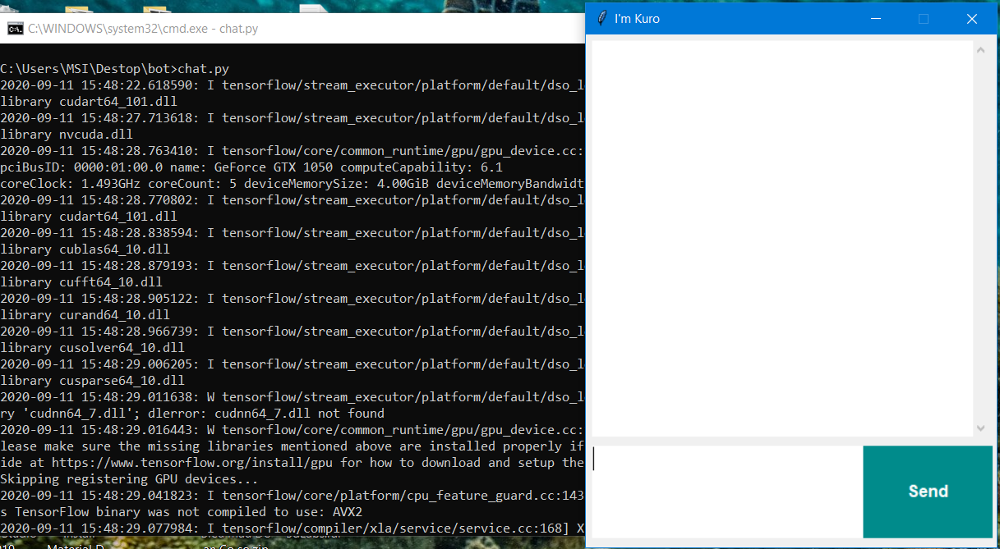 C:\WINDOWS\system32\cmd.exe - chat.py
C:\Users\MSI\Destop\bot>chat.py
2020-09-11 15:48:22.618590: I tensorflow/stream_executor/platform/default/dso_l
library cudart64_101.dll
2020-09-11 15:48:27.713618: I tensorflow/stream_executor/platform/default/dso_l
library nvcuda.dll
2020-09-11 15:48:28.763410: I tensorflow/core/common_runtime/gpu/gpu_device.cc:
pciBusID: 0000:01:00.0 name: GeForce GTX 1050 computeCapability: 6.1
coreClock: 1.493GHz coreCount: 5 deviceMemorySize: 4.00GiB deviceMemoryBandwidt
2020-09-11 15:48:28.770802: I tensorflow/stream_executor/platform/default/dso_l
library cudart64_101.dll
2020-09-11 15:48:28.838594: I tensorflow/stream_executor/platform/default/dso_l
library cublas64_10.dll
2020-09-11 15:48:28.879193: I tensorflow/stream_executor/platform/default/dso_l
library cufft64_10.dll
2020-09-11 15:48:28.905122: I tensorflow/stream_executor/platform/default/dso_l
library curand64_10.dll
2020-09-11 15:48:28.966739: I tensorflow/stream_executor/platform/default/dso_l
library cusolver64_10.dll
2020-09-11 15:48:29.006205: I tensorflow/stream_executor/platform/default/dso_l
library cusparse64_10.dll
2020-09-11 15:48:29.011638: W tensorflow/stream_executor/platform/default/dso_l
ry 'cudnn64_7.dll'; dlerror: cudnn64_7.dll not found
2020-09-11 15:48:29.016443: W tensorflow/core/common_runtime/gpu/gpu_device.cc:
lease make sure the missing libraries mentioned above are installed properly if
ide at https://www.tensorflow.org/install/gpu for how to download and setup the
Skipping registering GPU devices...
2020-09-11 15:48:29.041823: I tensorflow/core/platform/cpu_feature_guard.cc:143
s TensorFlow binary was not compiled to use: AVX2
2020-09-11 15:48:29.077984: I tensorflow/compiler/xla/service/service.cc:168] X
I'm Kuro
Send